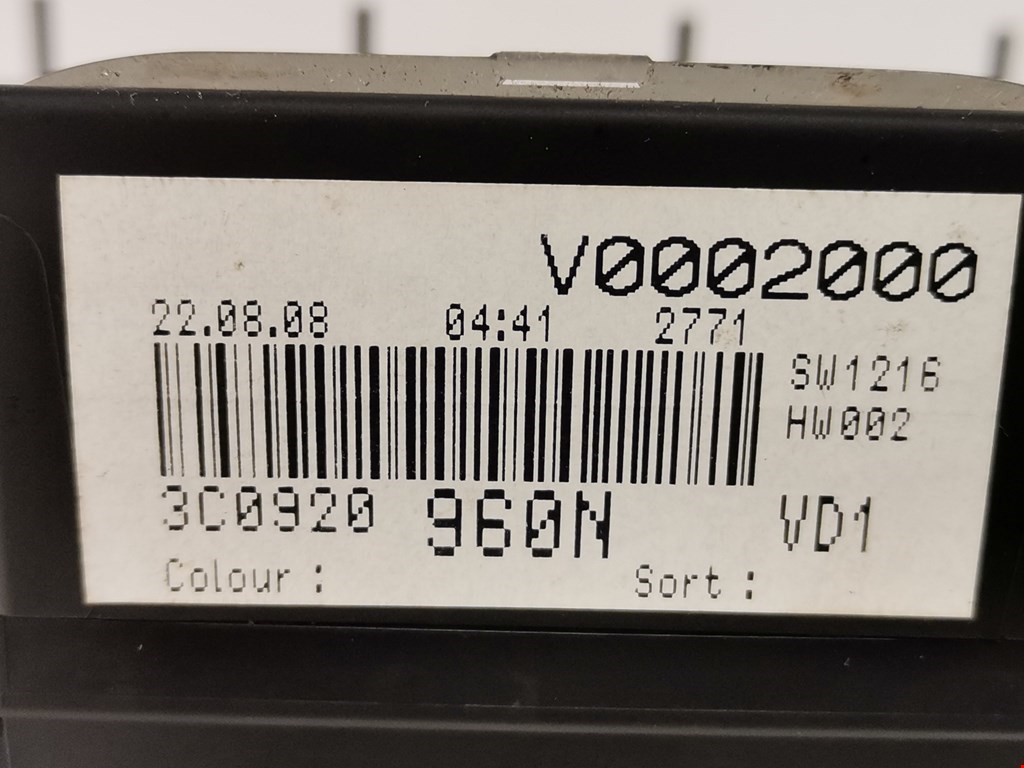 V0002000
22.08.08 04:41 2771
SW1216
HW002
3C0920 960N VD1
Colour : Sort :